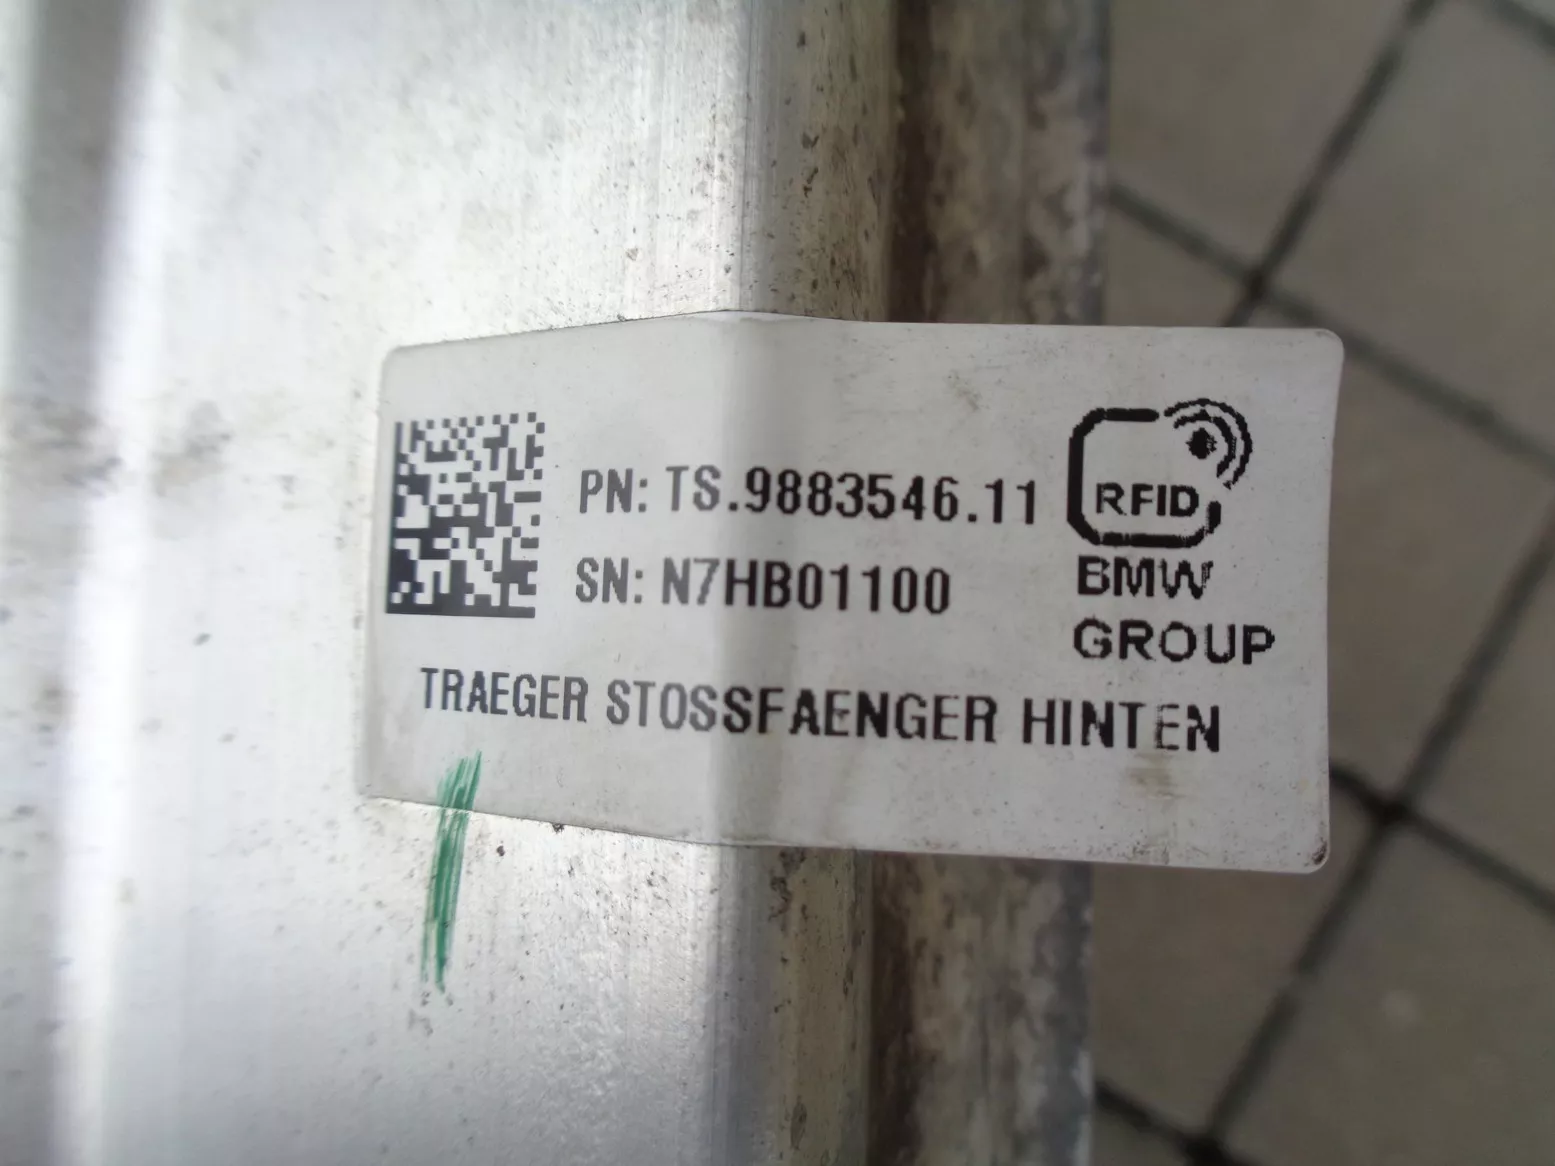 PN: TS.9883546.11
SN: N7HB01100
TRAEGER STOSSFAENGER HINTEN
RFID
BMW
GROUP